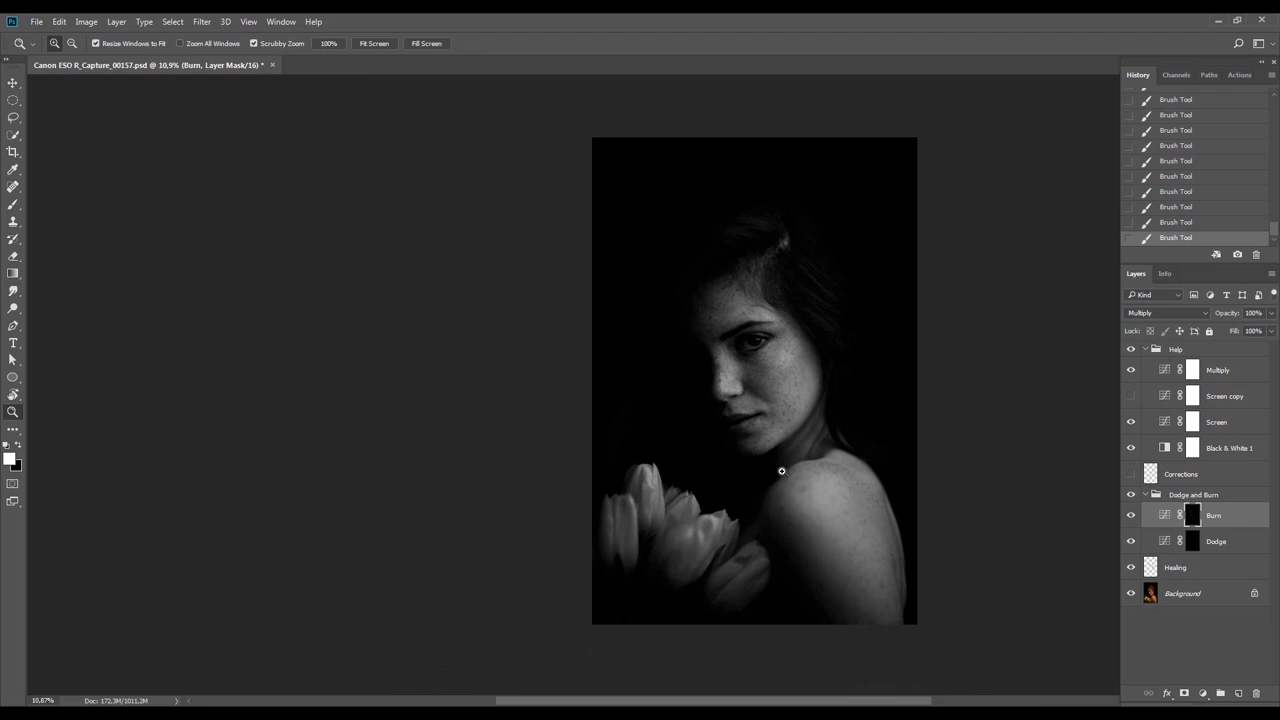 Ps File Edit Image Layer Type Select Filter 3D View Window Help
Resize Windows to Fit Zoom All Windows Scrubby Zoom 100% Fit Screen Fill Screen
Canon ESO R_Capture_00157.psd @ 10,9% (Burn, Layer Mask/16) *
History Channels Paths Actions
Brush Tool
Brush Tool
Brush Tool
Brush Tool
Brush Tool
Brush Tool
Brush Tool
Brush Tool
Brush Tool
Brush Tool
Layers Info
Kind
Multiply Opacity: 100%
Lock: Fill: 100%
Help
Multiply
Screen copy
Screen
Black & White 1
Corrections
Dodge and Burn
Burn
Dodge
Healing
Background
10,87% Doc: 172,3M/1011,2M